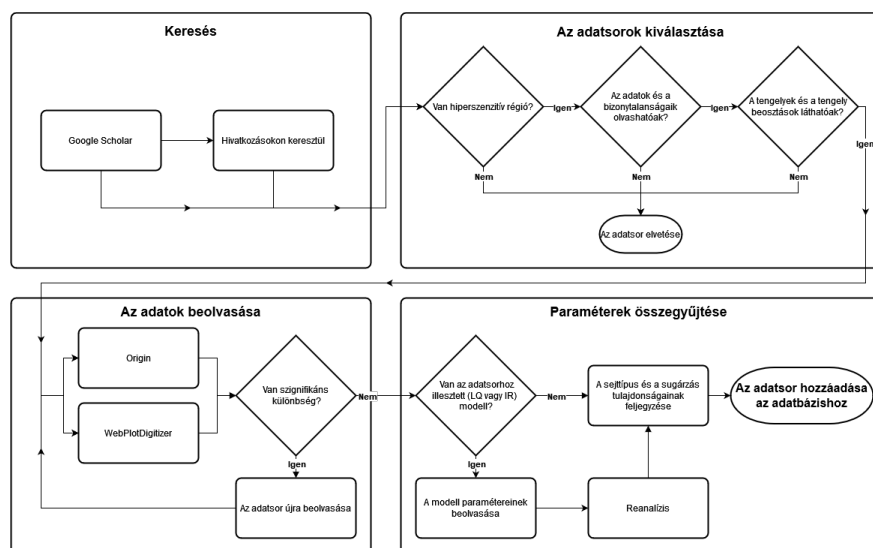 Keresés
Google Scholar
Hivatkozásokon keresztül
Az adatsorok kiválasztása
Van hiperszenzitív régió?
Igen
Az adatok és a
bizonytalanságaik
olvashatóak?
Igen
A tengelyek és a tengely
beosztások láthatóak?
Igen
Nem
Nem
Nem
Az adatsor elvetése
Az adatok beolvasása
Origin
WebPlotDigitizer
Van szignifikáns
különbség?
Nem
Igen
Az adatsor újra beolvasása
Paraméterek összegyűjtése
Van az adatsorhoz
illesztett (LQ vagy IR)
modell?
Nem
Igen
A modell paramétereinek
beolvasása
Reanalízis
A sejttípus és a sugárzás
tulajdonságainak
feljegyzése
Az adatsor hozzáadása
az adatbázishoz